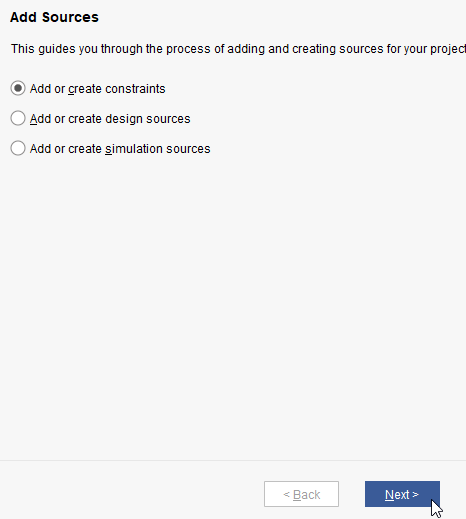 Add Sources
This guides you through the process of adding and creating sources for your project
Add or create constraints
Add or create design sources
Add or create simulation sources
< Back
Next >